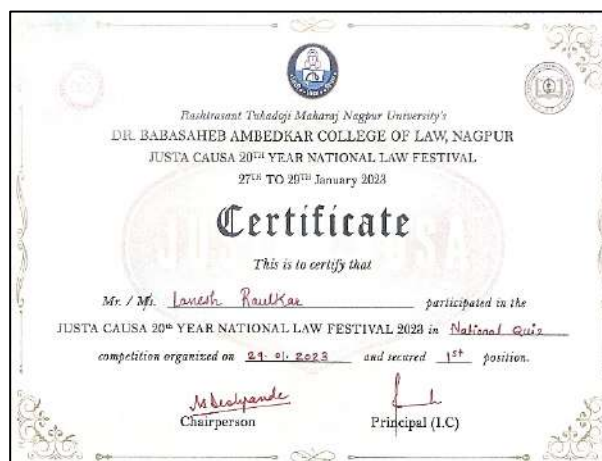 Rashtrasant Tukadoji Maharaj Nagpur University's
DR. BABASAHEB AMBEDKAR COLLEGE OF LAW, NAGPUR
JUSTA CAUSA 20TH YEAR NATIONAL LAW FESTIVAL
27TH TO 29TH January 2023
Certificate
This is to certify that
Mr. / Ms. Lanesh Raulkar participated in the
JUSTA CAUSA 20th YEAR NATIONAL LAW FESTIVAL 2023 in National Quiz
competition organized on 29.01.2023 and secured 1st position.
Chairperson Principal (I.C)